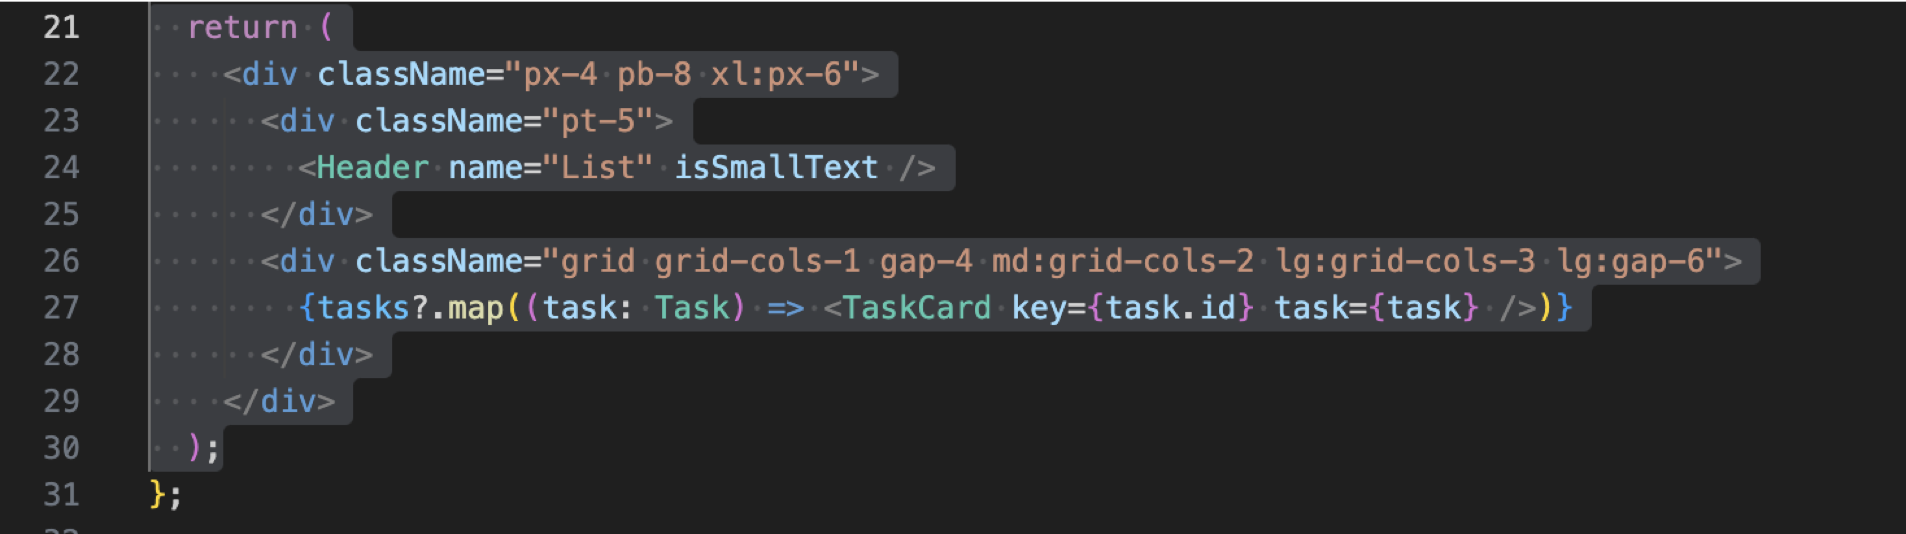 21   return (
22     <div className="px-4 pb-8 xl:px-6">
23       <div className="pt-5">
24         <Header name="List" isSmallText />
25       </div>
26       <div className="grid grid-cols-1 gap-4 md:grid-cols-2 lg:grid-cols-3 lg:gap-6">
27         {tasks?.map((task: Task) => <TaskCard key={task.id} task={task} />)}
28       </div>
29     </div>
30   );
31 };